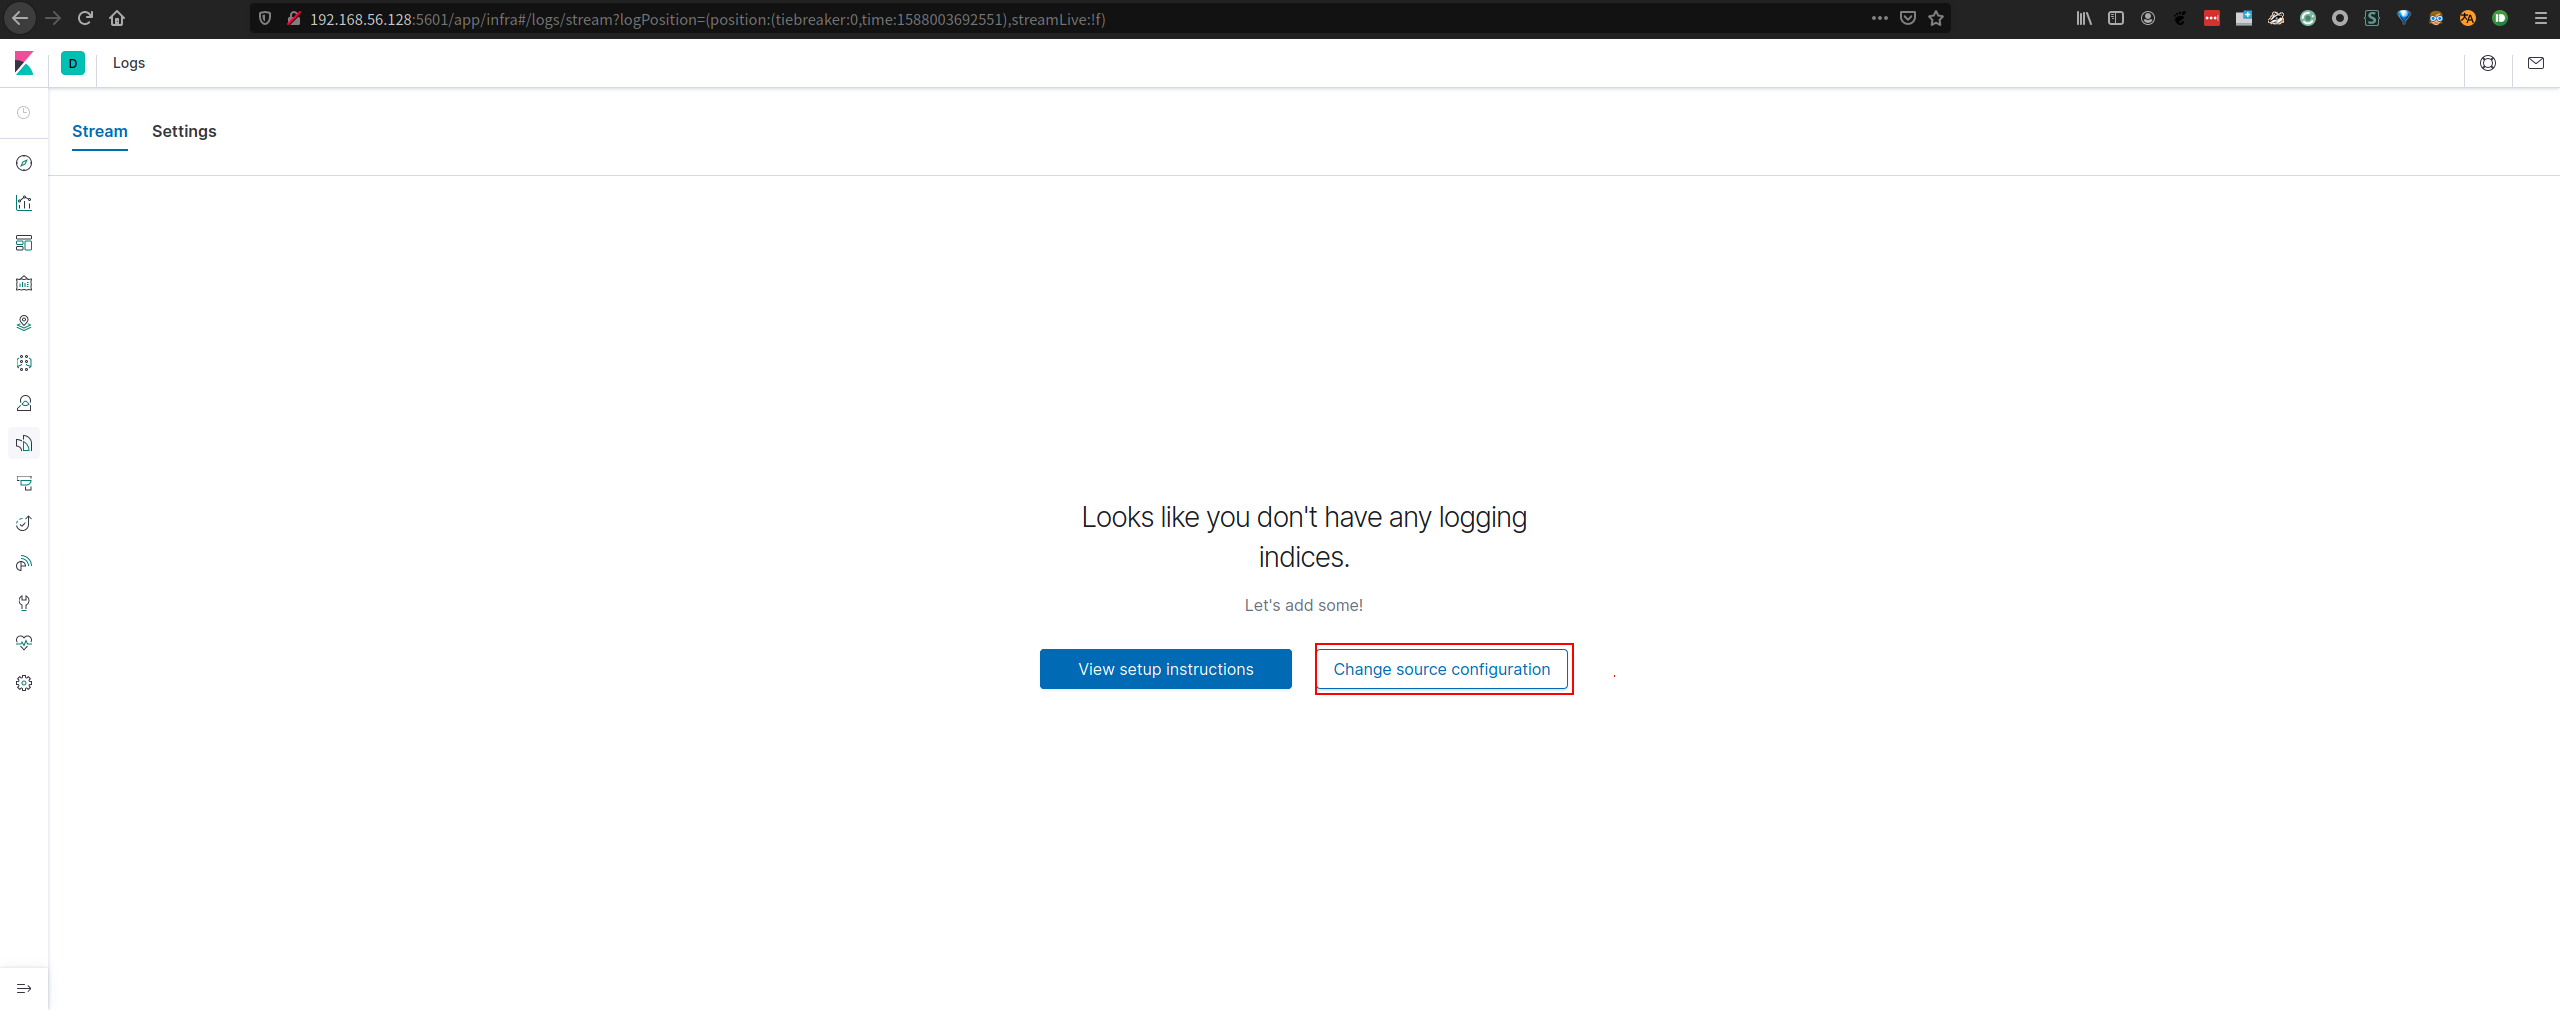 192.168.56.128:5601/app/infra#/logs/stream?logPosition=(position:(tiebreaker:0,time:1588003692551),streamLive:!f)
D Logs
Stream Settings
Looks like you don't have any logging
indices.
Let's add some!
View setup instructions Change source configuration